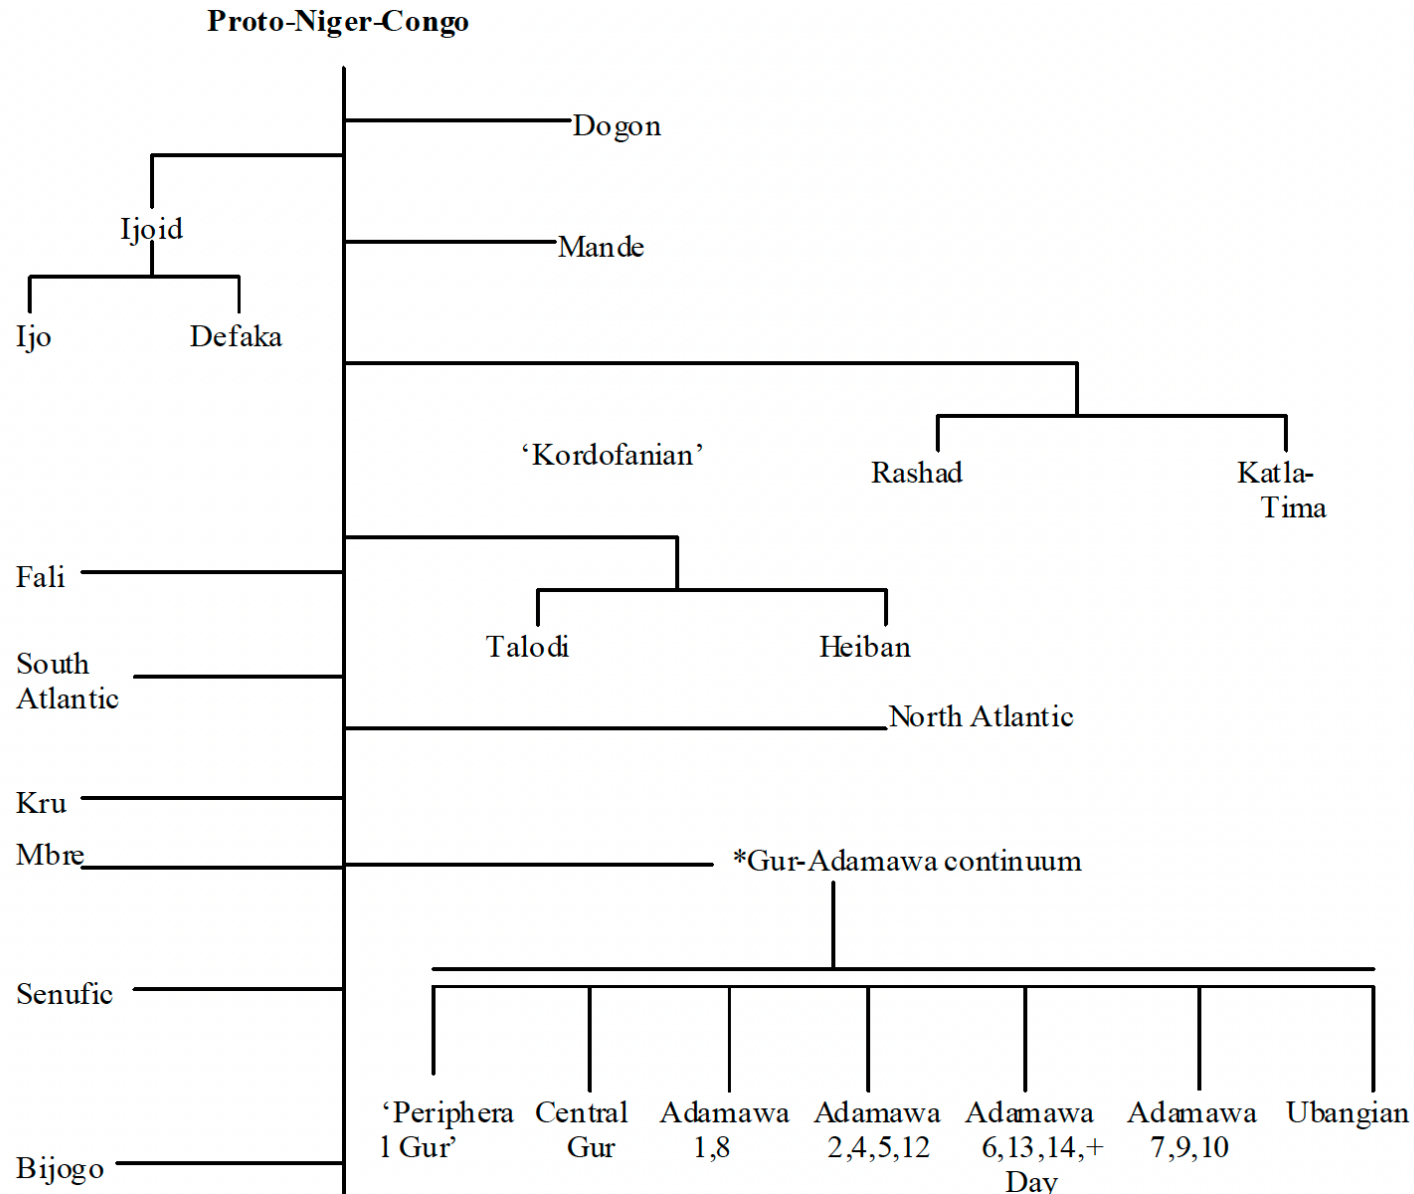 Proto-Niger-Congo
Dogon
Ijoid
Mande
Ijo
Defaka
‘Kordofanian’
Rashad
Katla-
Tima
Fali
Talodi
Heiban
South
Atlantic
North Atlantic
Kru
Mbre
*Gur-Adamawa continuum
Senufic
‘Periphera
l Gur’
Central
Gur
Adamawa
1,8
Adamawa
2,4,5,12
Adamawa
6,13,14,+
Day
Adamawa
7,9,10
Ubangian
Bijogo